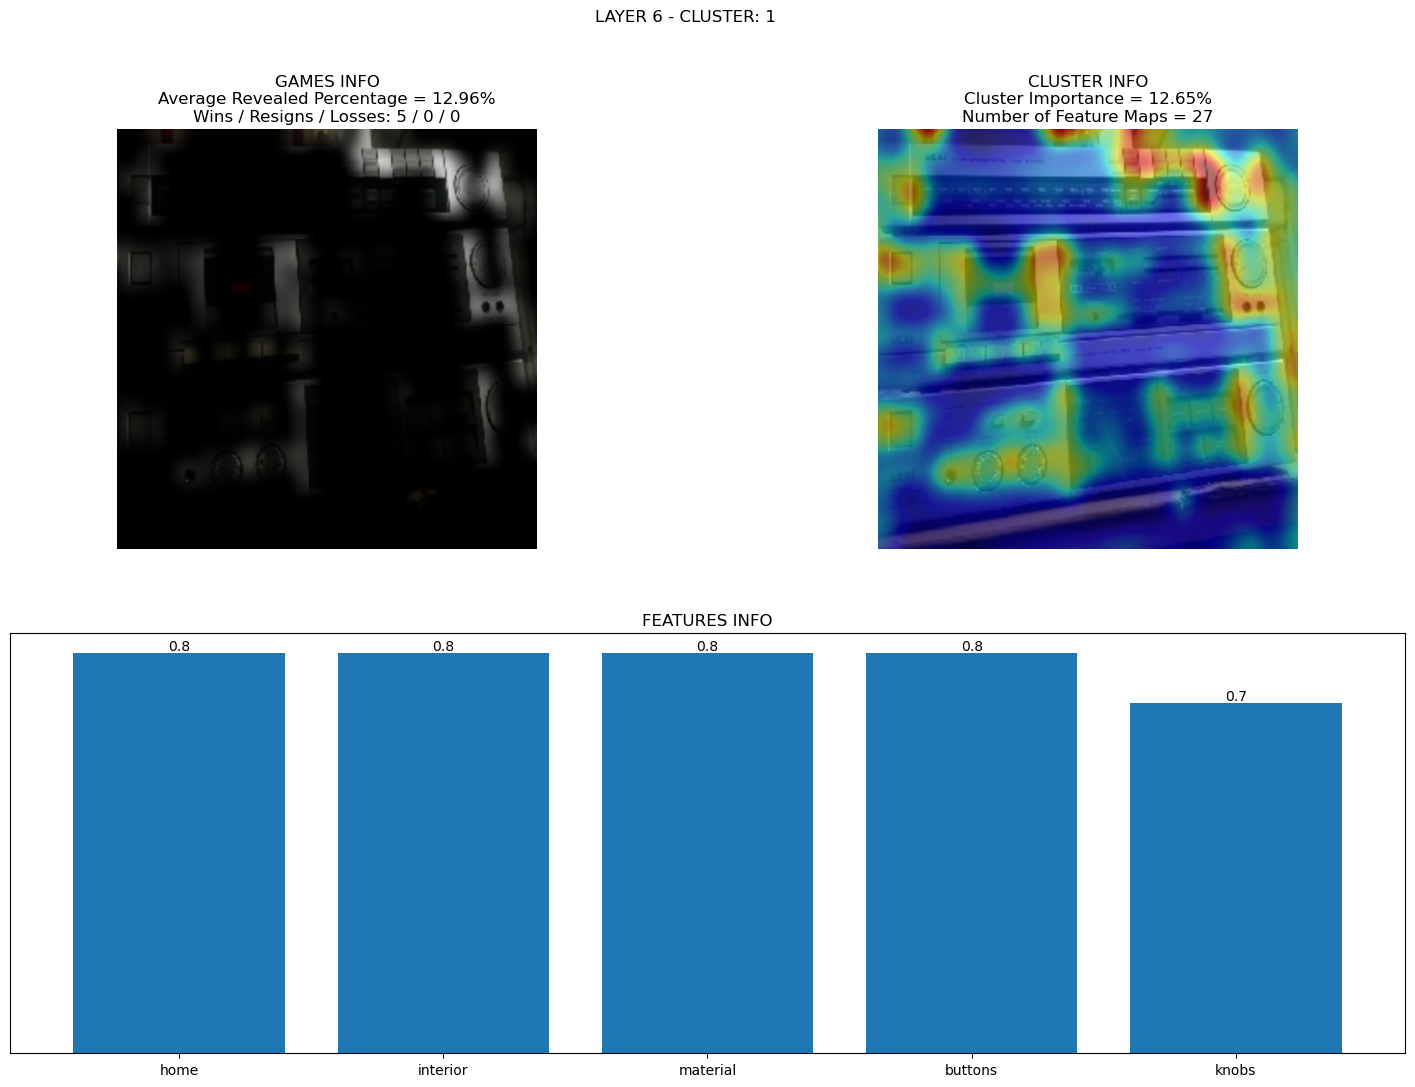 LAYER 6 - CLUSTER: 1
GAMES INFO
Average Revealed Percentage = 12.96%
Wins / Resigns / Losses: 5 / 0 / 0
CLUSTER INFO
Cluster Importance = 12.65%
Number of Feature Maps = 27
AKAI
FEATURES INFO
0.8
0.8
0.8
0.8
0.7
home
interior
material
buttons
knobs